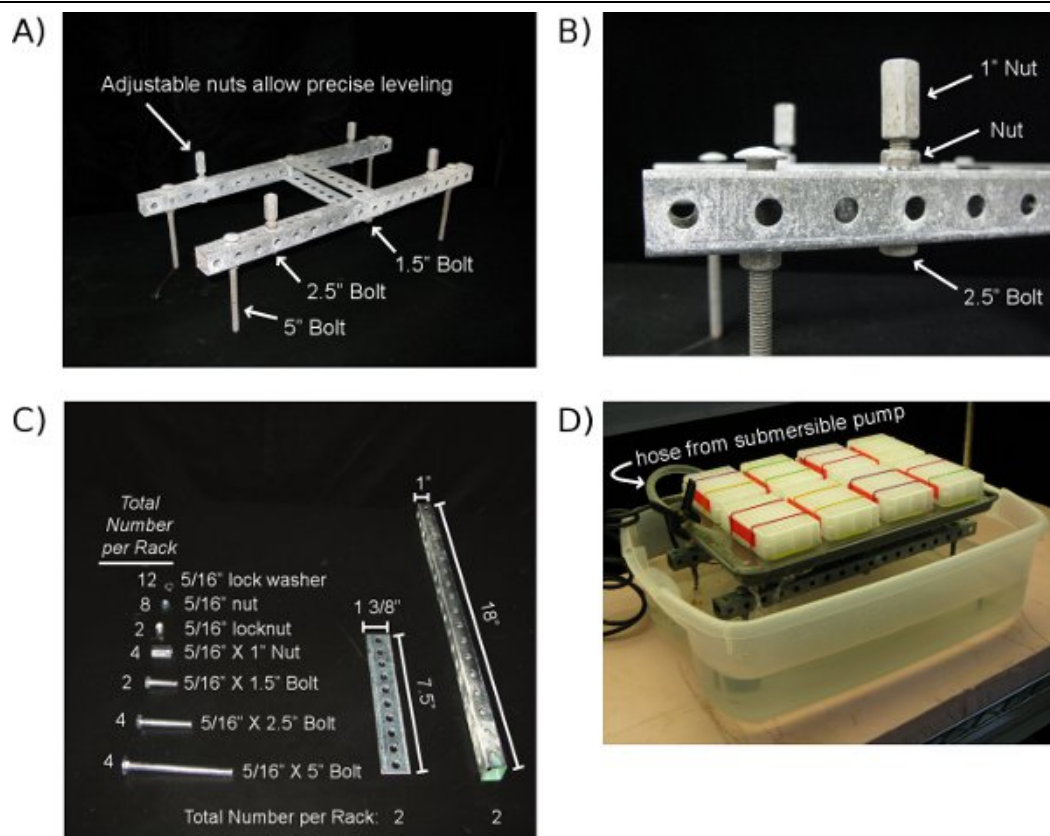 A)
Adjustable nuts allow precise leveling
1.5" Bolt
2.5" Bolt
5" Bolt
B)
1" Nut
Nut
2.5" Bolt
C)
Total
Number
per Rack
12 5/16" lock washer
8 5/16" nut
2 5/16" locknut
4 5/16" X 1" Nut
2 5/16" X 1.5" Bolt
4 5/16" X 2.5" Bolt
4 5/16" X 5" Bolt
1 3/8"
7.5"
1"
18"
Total Number per Rack: 2 2
D)
hose from submersible pump